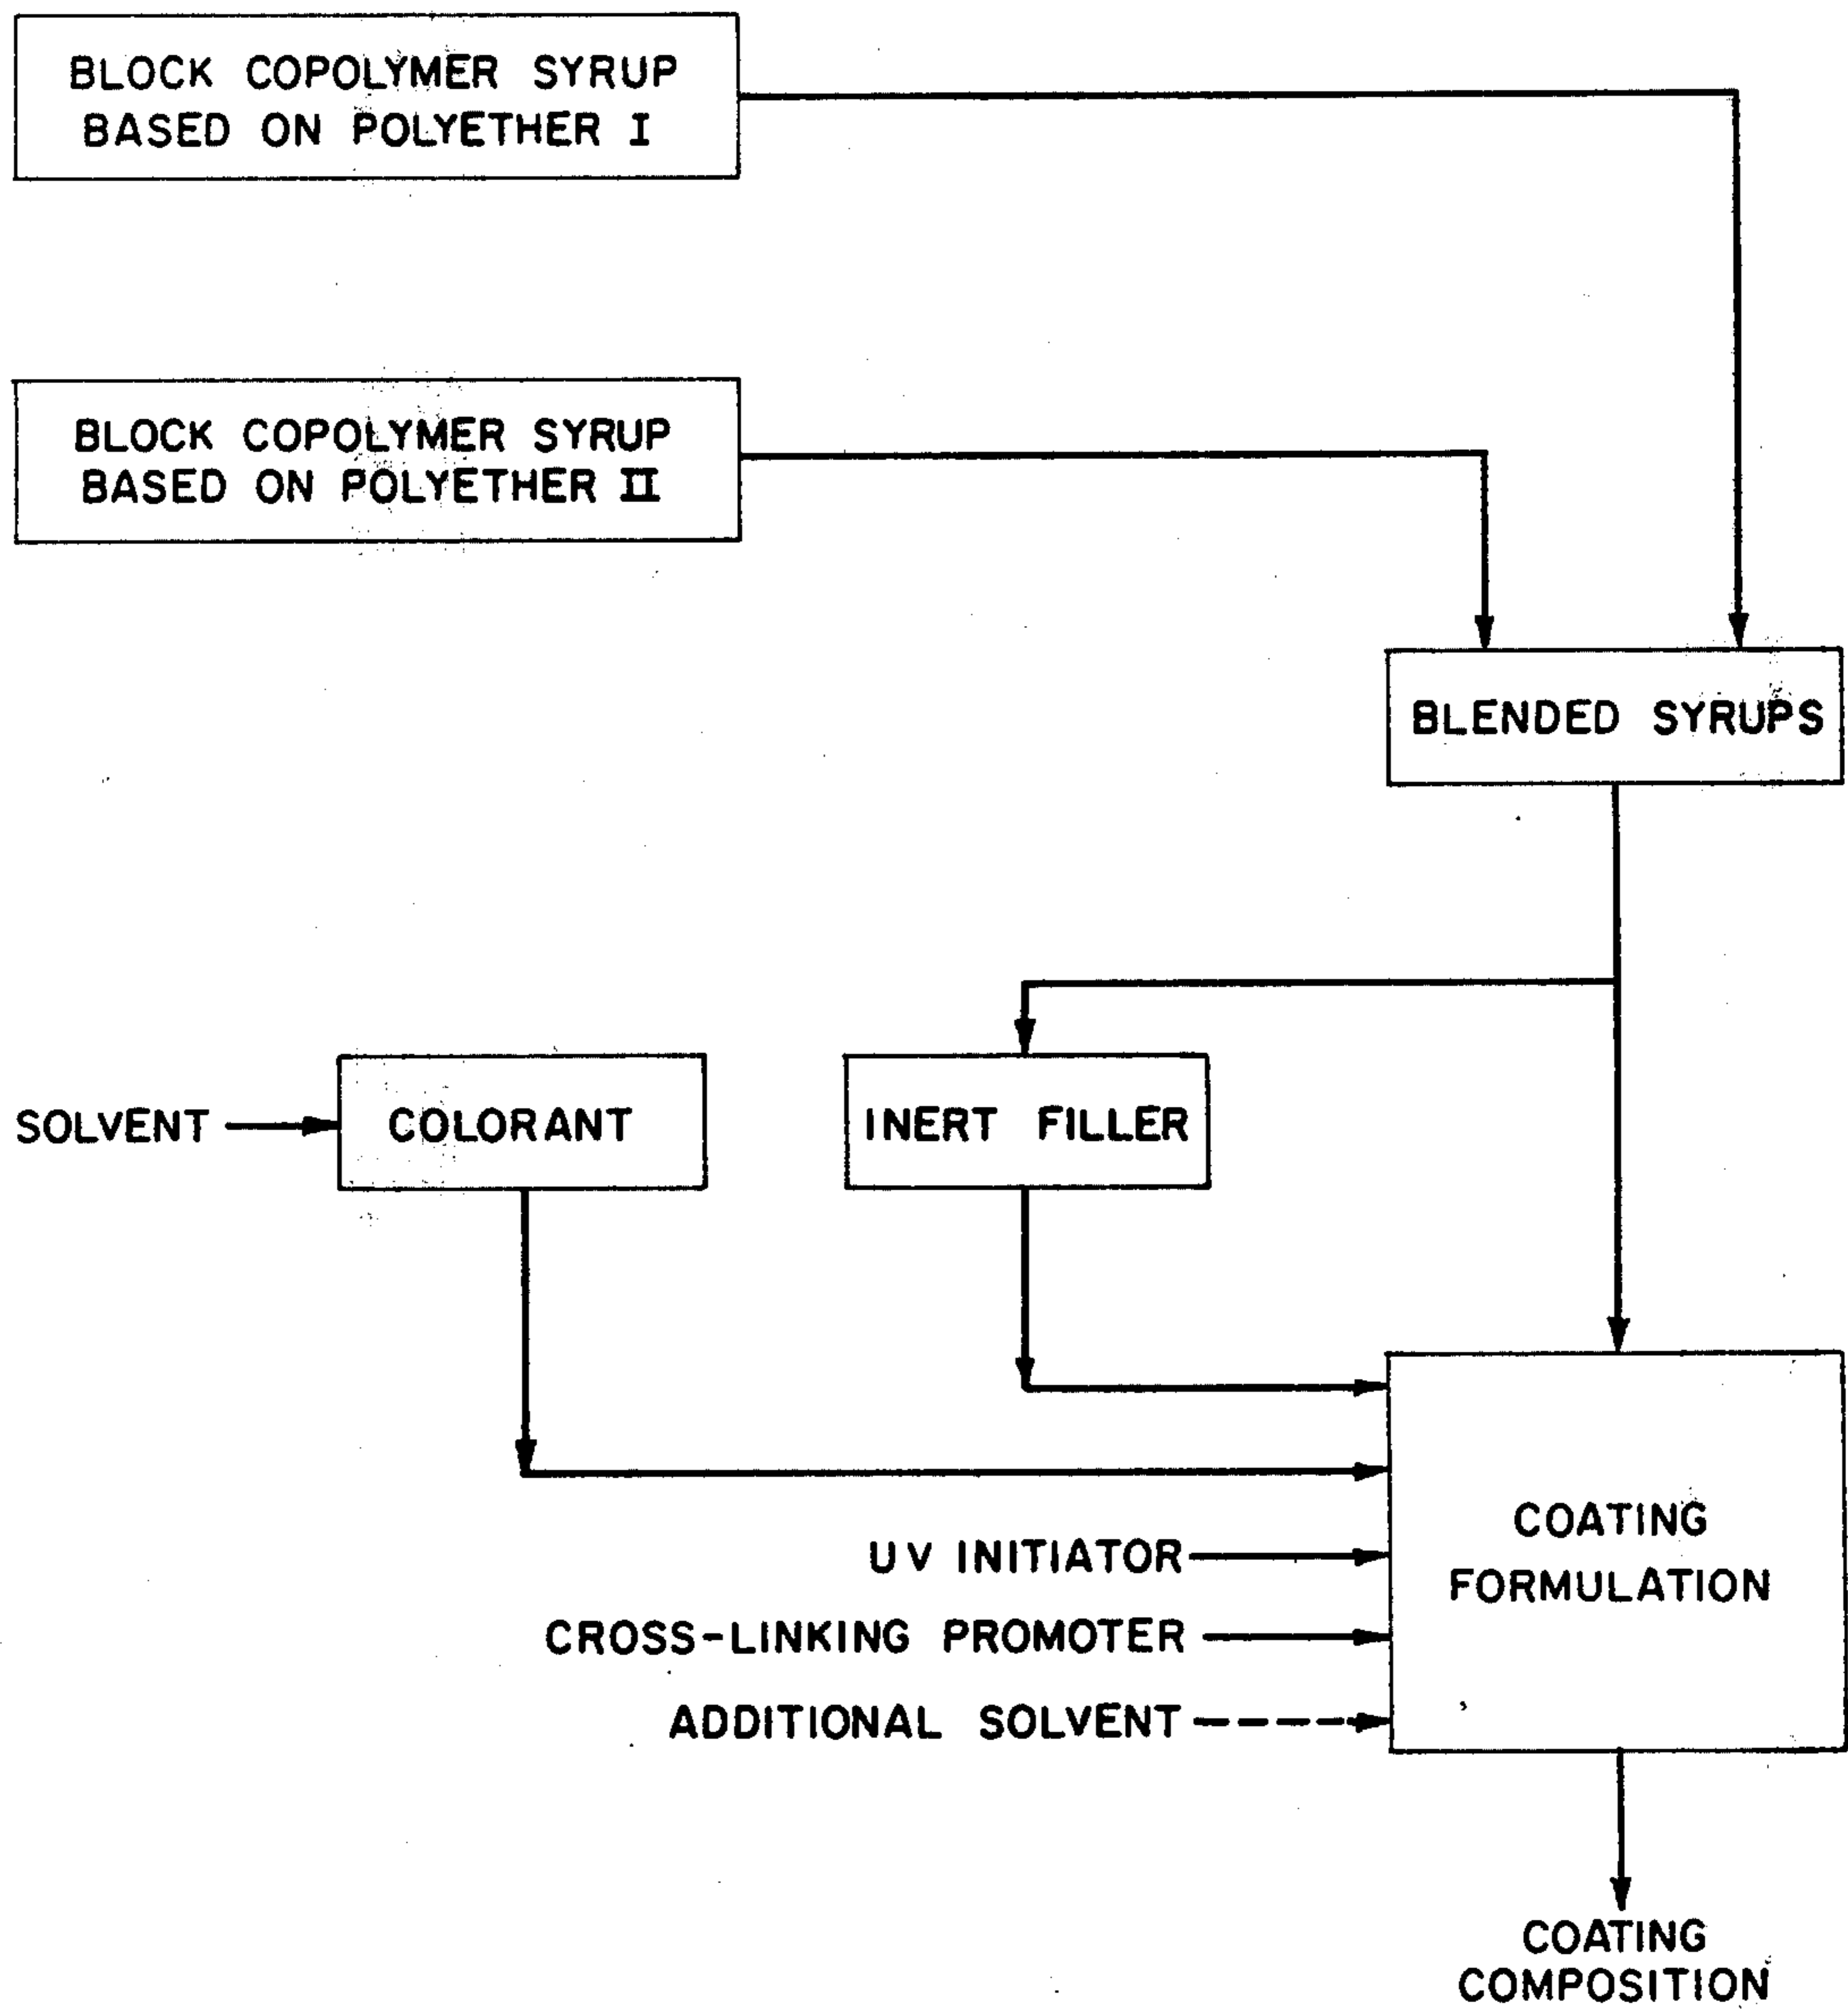 BLOCK COPOLYMER SYRUP
BASED ON POLYETHER I
BLOCK COPOLYMER SYRUP
BASED ON POLYETHER II
BLENDED SYRUPS
SOLVENT
COLORANT
INERT FILLER
COATING
FORMULATION
UV INITIATOR
CROSS-LINKING PROMOTER
ADDITIONAL SOLVENT
COATING
COMPOSITION